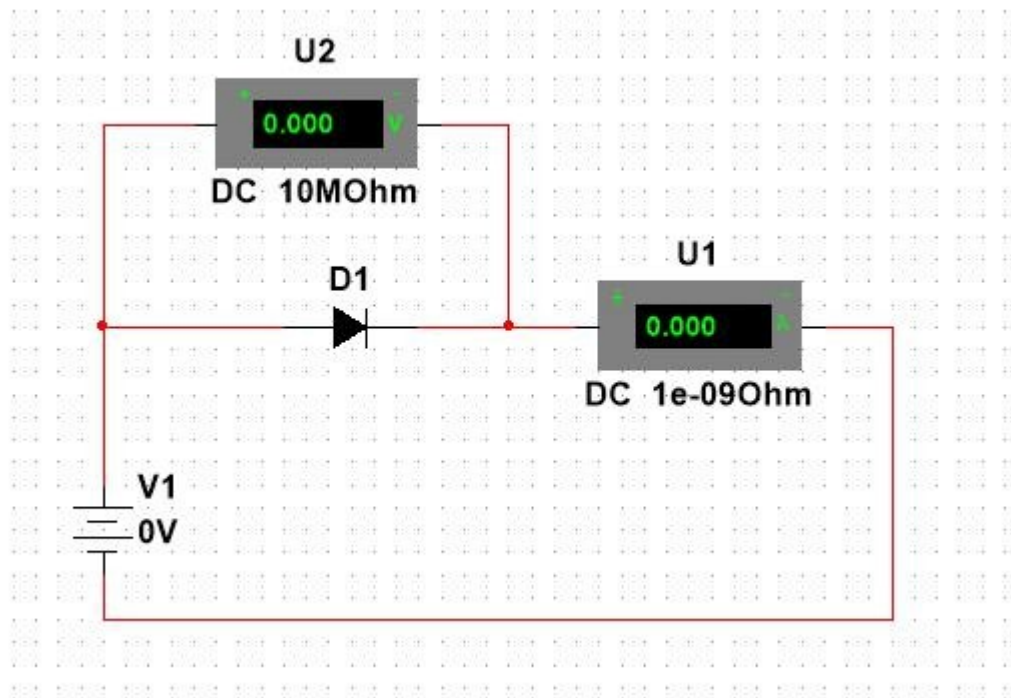 U2
+ -
0.000 V
DC 10MOhm
D1
U1
+ -
0.000 A
DC 1e-09Ohm
V1
0V